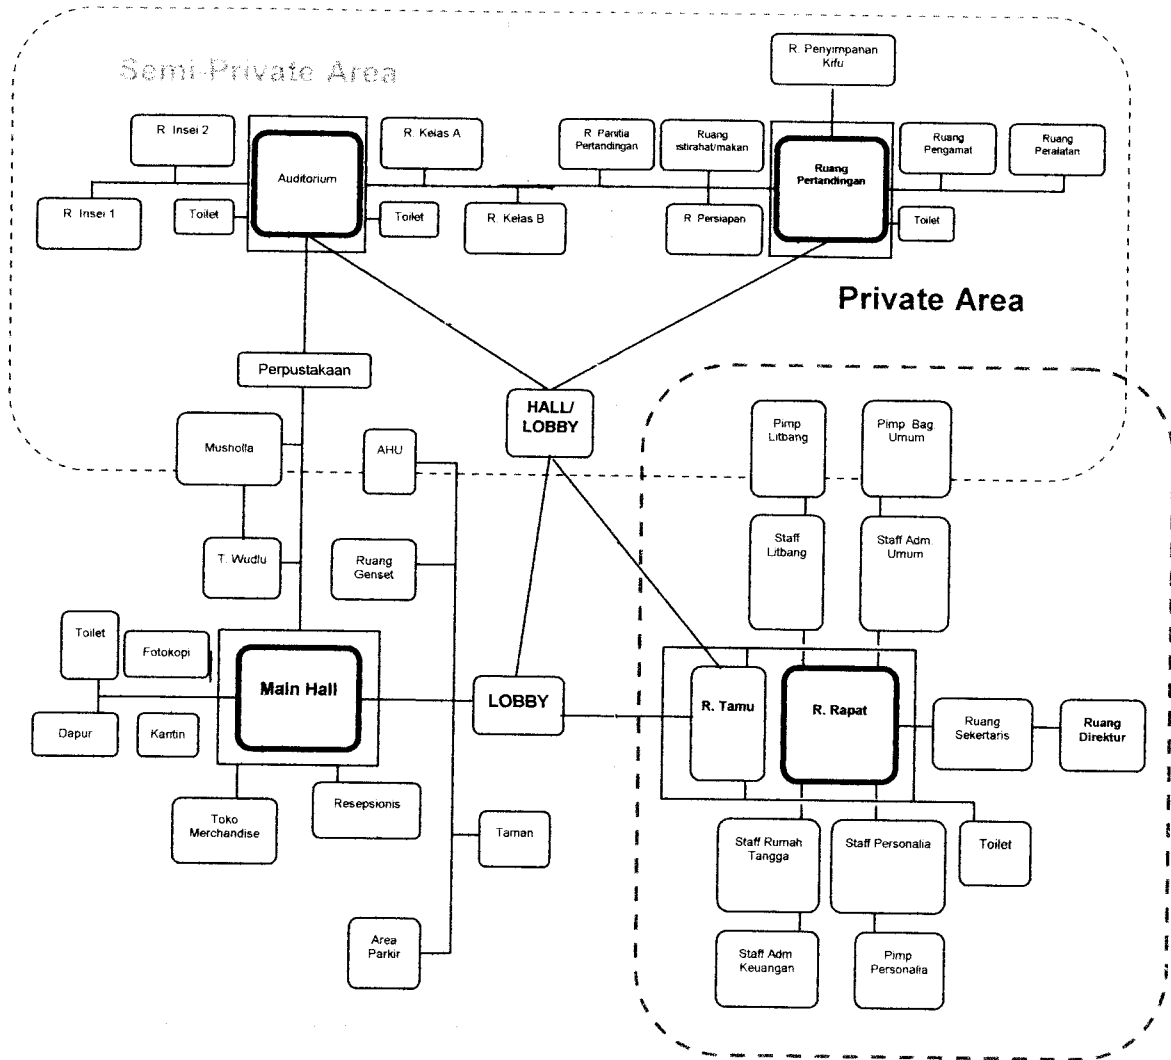 Semi-Private Area
R. Penyimpanan
Kifu
R. Insei 2
Auditorium
R. Kelas A
R. Panitia
Pertandingan
Ruang
istirahat/makan
Ruang
Pertandingan
Ruang
Pengamat
Ruang
Peralatan
R. Insei 1
Toilet
Toilet
R. Kelas B
R. Persiapan
Toilet
Private Area
Perpustakaan
HALL/
LOBBY
Musholla
AHU
Pimp
Litbang
Pimp. Bag.
Umum
T. Wudlu
Ruang
Genset
Staff
Litbang
Staff Adm.
Umum
Toilet
Fotokopi
Main Hall
LOBBY
R. Tamu
R. Rapat
Ruang
Sekertaris
Ruang
Direktur
Dapur
Kantin
Toko
Merchandise
Resepsionis
Taman
Staff Rumah
Tangga
Staff Personalia
Toilet
Area
Parkir
Staff Adm
Keuangan
Pimp
Personalia